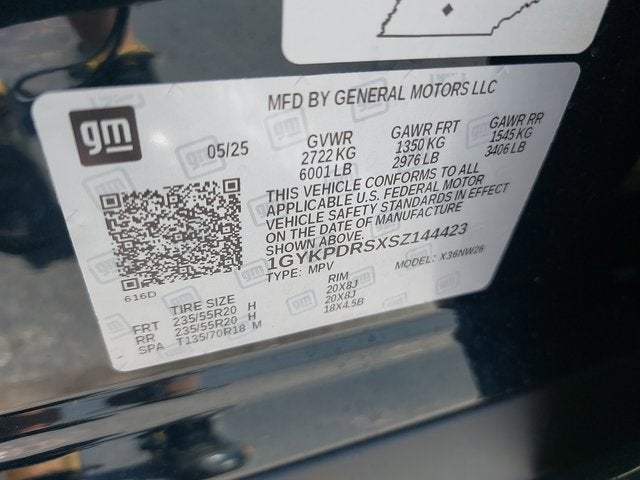 MFD BY GENERAL MOTORS LLC
gm
05/25
GVWR GAWR FRT GAWR RR
2722 KG 1350 KG 1545 KG
6001 LB 2976 LB 3406 LB
THIS VEHICLE CONFORMS TO ALL
APPLICABLE U.S. FEDERAL MOTOR
VEHICLE SAFETY STANDARDS IN EFFECT
ON THE DATE OF MANUFACTURE
SHOWN ABOVE.
1GYKPDRSXSZ144423
TYPE: MPV MODEL: X36NW26
616D
TIRE SIZE RIM
FRT 235/55R20 H 20X8J
RR 235/55R20 H 20X8J
SPA T135/70R18 M 18X4.5B